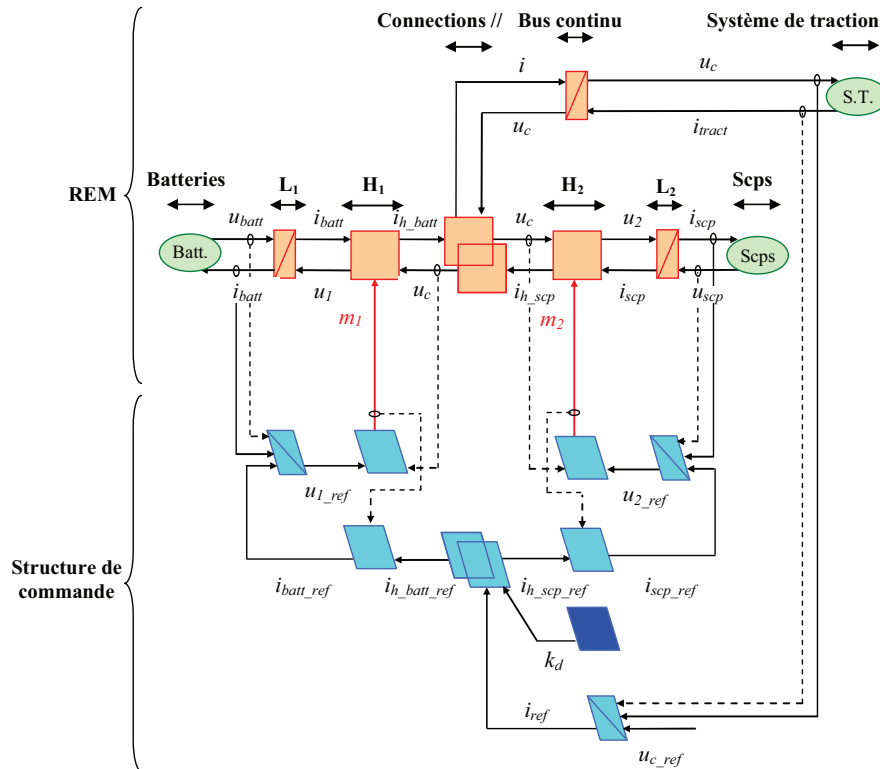 Connections // Bus continu Système de traction
i u_c
S.T.
u_c i_tract
REM
Batteries L_1 H_1 H_2 L_2 Scps
u_batt i_batt i_h_batt u_c u_2 i_scp
Batt. Scps
i_batt u_1 u_c i_h_scp i_scp u_scp
m_1 m_2
u_1_ref u_2_ref
Structure de
commande
i_batt_ref i_h_batt_ref i_h_scp_ref i_scp_ref
k_d
i_ref
u_c_ref